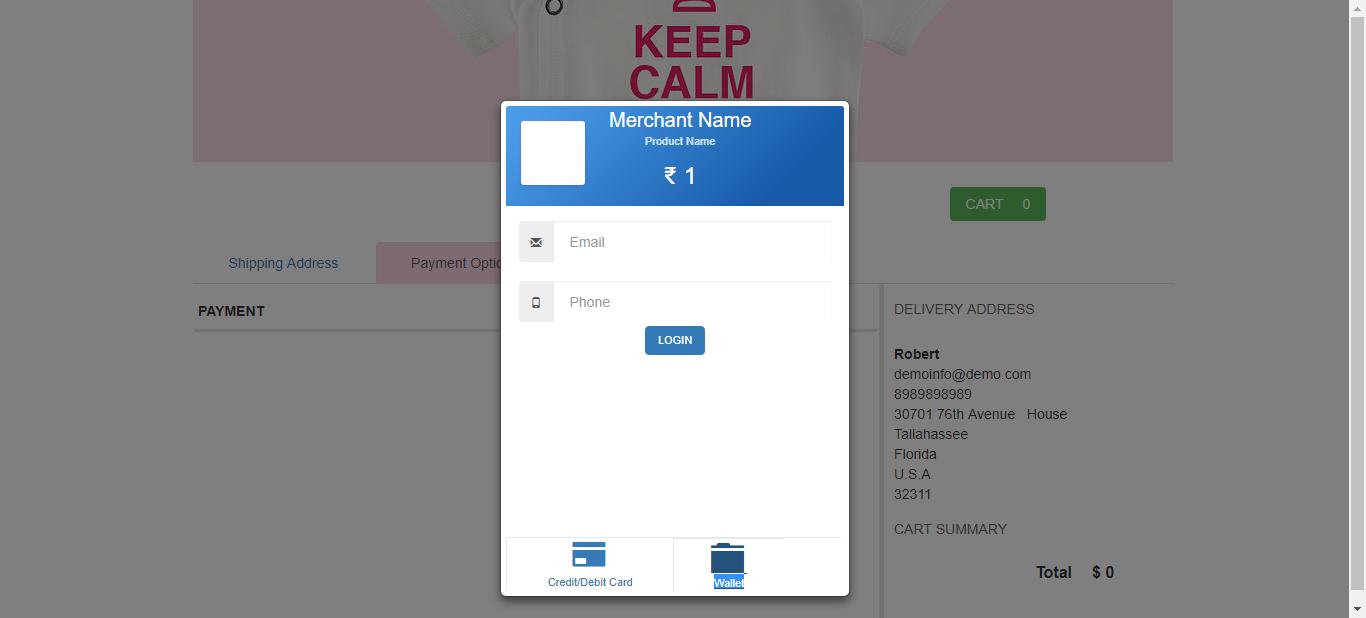 KEEP
CALM
Merchant Name
Product Name
₹ 1
CART 0
Email
Shipping Address
Payment Optio
Phone
LOGIN
PAYMENT
DELIVERY ADDRESS
Robert
demoinfo@demo.com
8989898989
30701 76th Avenue House
Tallahassee
Florida
U.S.A
32311
CART SUMMARY
Total $ 0
Credit/Debit Card
Wallet